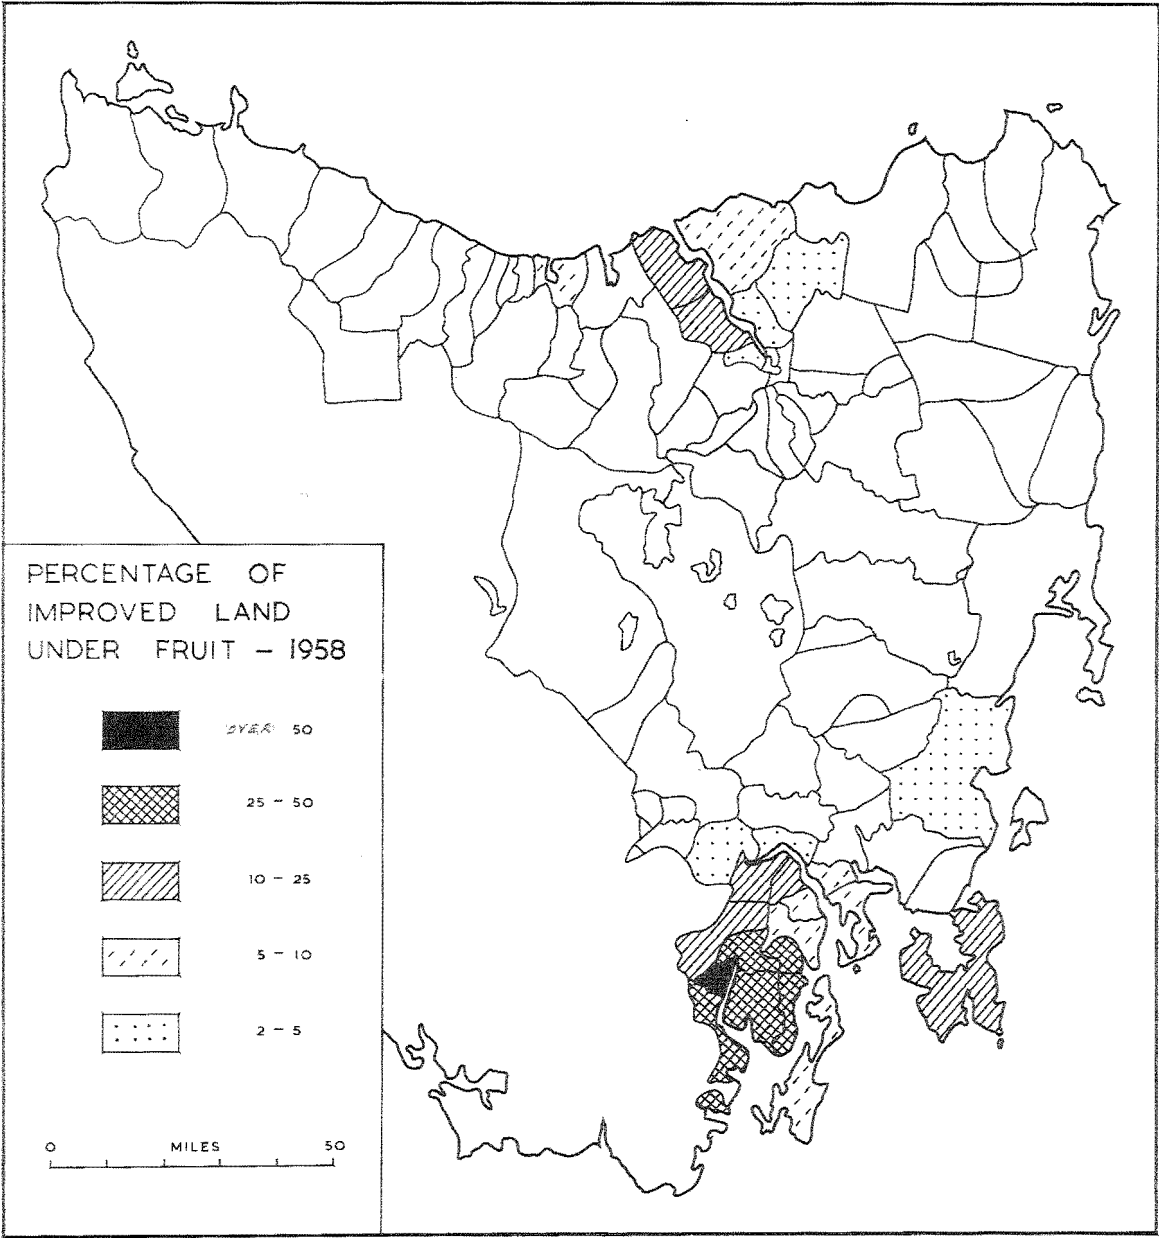 PERCENTAGE OF
IMPROVED LAND
UNDER FRUIT – 1958
OVER 50
25 – 50
10 – 25
5 – 10
2 – 5
0 MILES 50